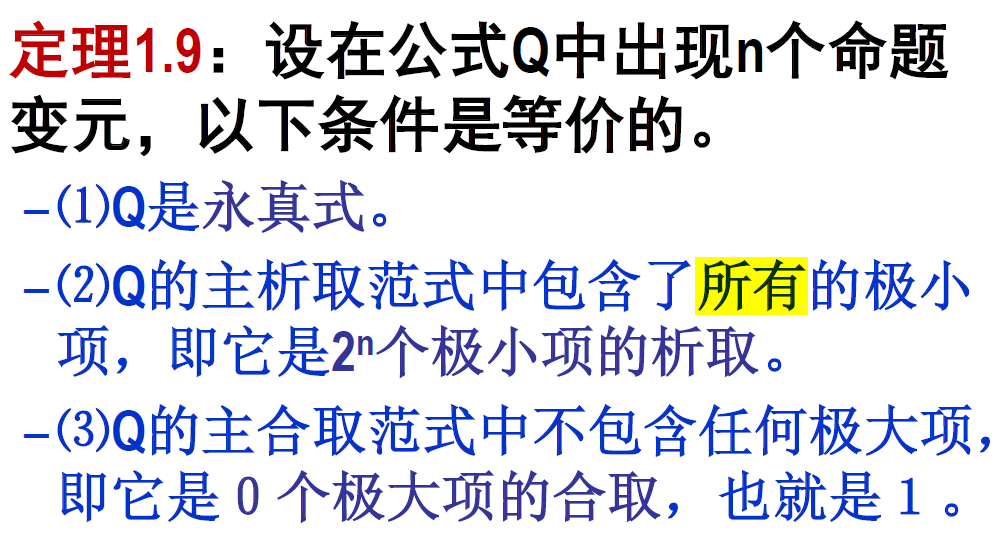 定理1.9：设在公式Q中出现n个命题
变元，以下条件是等价的。
–⑴Q是永真式。
–⑵Q的主析取范式中包含了所有的极小
项，即它是2ⁿ个极小项的析取。
–⑶Q的主合取范式中不包含任何极大项，
即它是 0 个极大项的合取，也就是 1 。